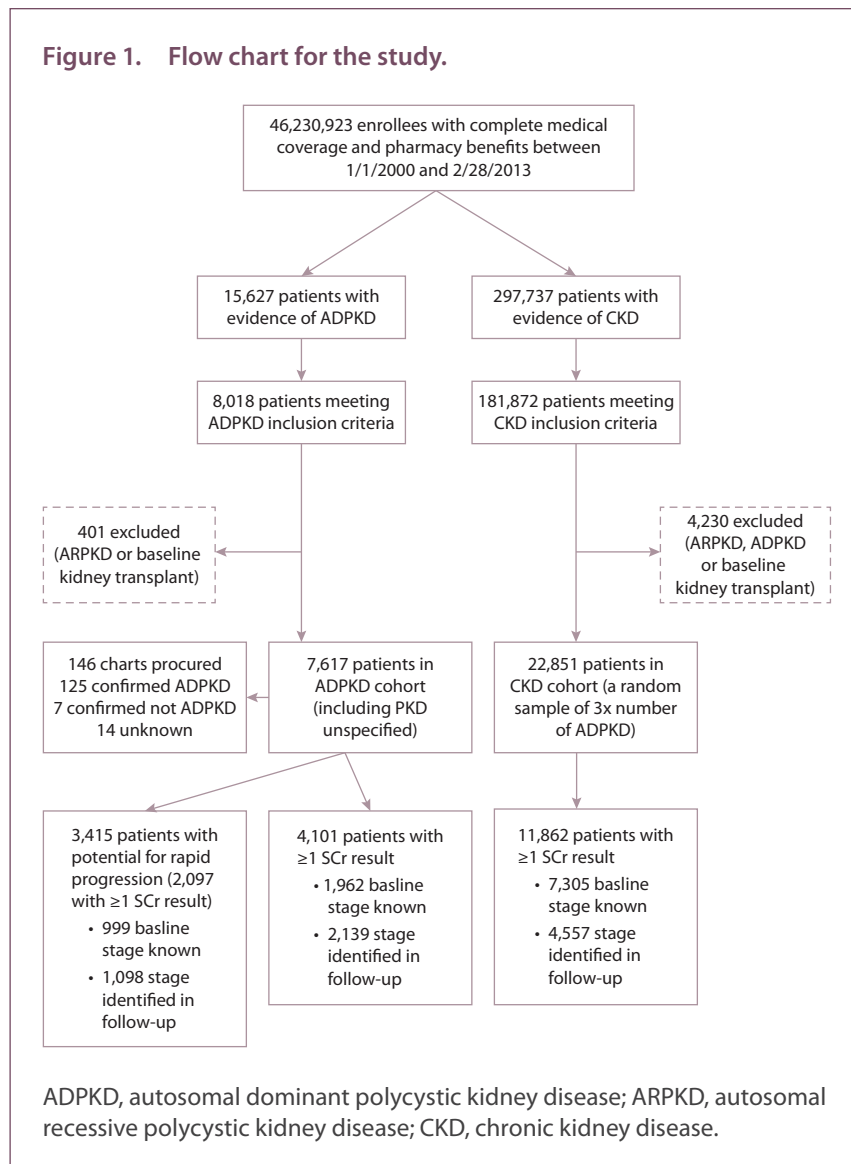 Figure 1. Flow chart for the study.
46,230,923 enrollees with complete medical
coverage and pharmacy benefits between
1/1/2000 and 2/28/2013
15,627 patients with
evidence of ADPKD
297,737 patients with
evidence of CKD
8,018 patients meeting
ADPKD inclusion criteria
181,872 patients meeting
CKD inclusion criteria
401 excluded
(ARPKD or baseline
kidney transplant)
4,230 excluded
(ARPKD, ADPKD
or baseline
kidney transplant)
146 charts procured
125 confirmed ADPKD
7 confirmed not ADPKD
14 unknown
7,617 patients in
ADPKD cohort
(including PKD
unspecified)
22,851 patients in
CKD cohort (a
random
sample of 3x number
of ADPKD)
3,415 patients with
potential for rapid
progression (2,097
with ≥1 SCr result)
• 999 basline
stage known
• 1,098 stage
identified in
follow-up
4,101 patients with
≥1 SCr result
• 1,962 basline
stage known
• 2,139 stage
identified in
follow-up
11,862 patients with
≥1 SCr result
• 7,305 basline
stage known
• 4,557 stage
identified in
follow-up
ADPKD, autosomal dominant polycystic kidney disease; ARPKD, autosomal
recessive polycystic kidney disease; CKD, chronic kidney disease.